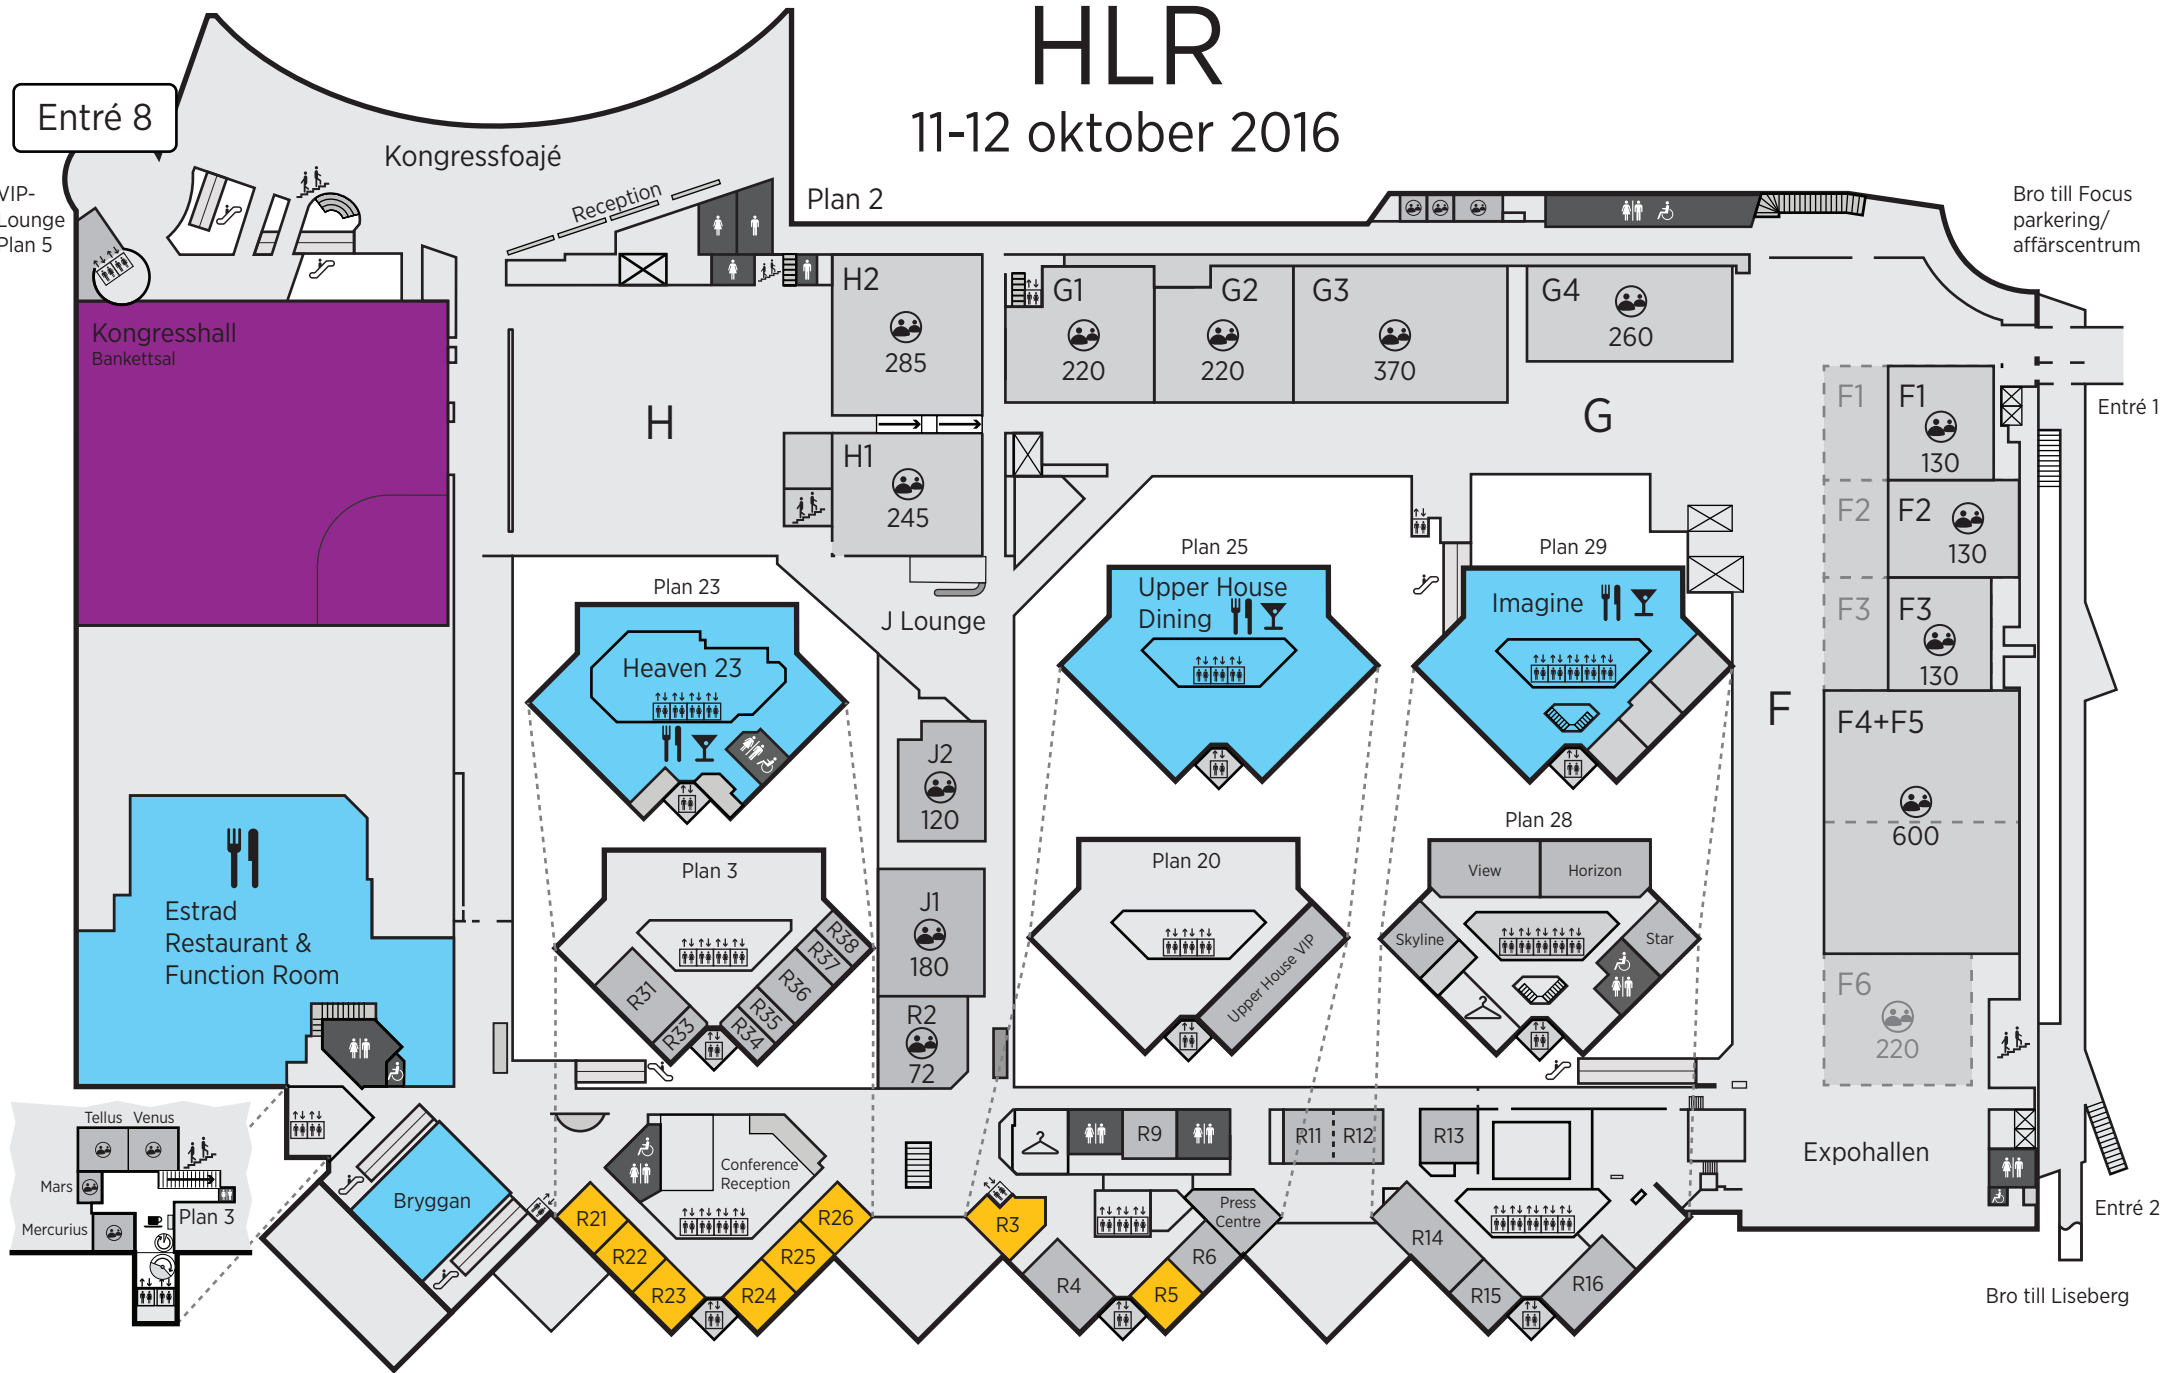 HLR
11-12 oktober 2016
Entré 8
Kongressfoajé
VIP-
Lounge
Plan 5
Reception
Plan 2
Bro till Focus
parkering/
affärscentrum
Kongresshall
Bankettsal
H
H2
285
H1
245
G1
220
G2
220
G3
370
G4
260
G
Entré 1
F1
F1
130
F2
F2
130
F3
F3
130
F
F4+F5
600
F6
220
J Lounge
Plan 23
Heaven 23
Plan 25
Upper House
Dining
Plan 29
Imagine
J2
120
J1
180
R2
72
Plan 3
R31
R33
R34
R35
R36
R37
R38
Plan 20
Upper House VIP
Plan 28
View
Horizon
Skyline
Star
Estrad
Restaurant &
Function Room
Tellus
Venus
Mars
Mercurius
Plan 3
Bryggan
Conference
Reception
R21
R22
R23
R24
R25
R26
R3
R4
R5
R6
Press
Centre
R9
R11
R12
R13
R14
R15
R16
Expohallen
Entré 2
Bro till Liseberg